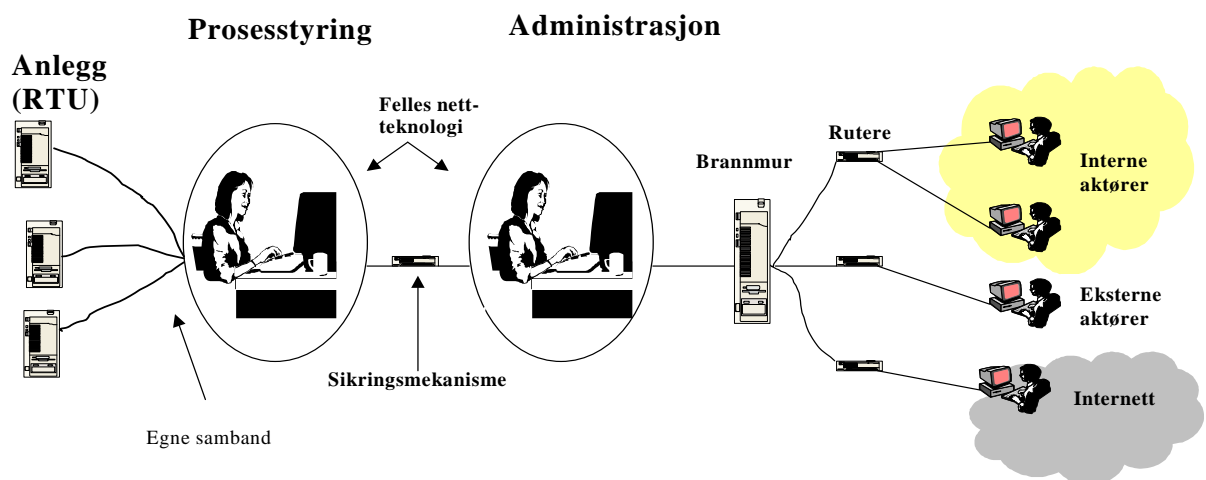 Prosesstyring
Administrasjon
Anlegg
(RTU)
Felles nett-
teknologi
Brannmur
Rutere
Interne
aktører
Eksterne
aktører
Sikringsmekanisme
Internett
Egne samband